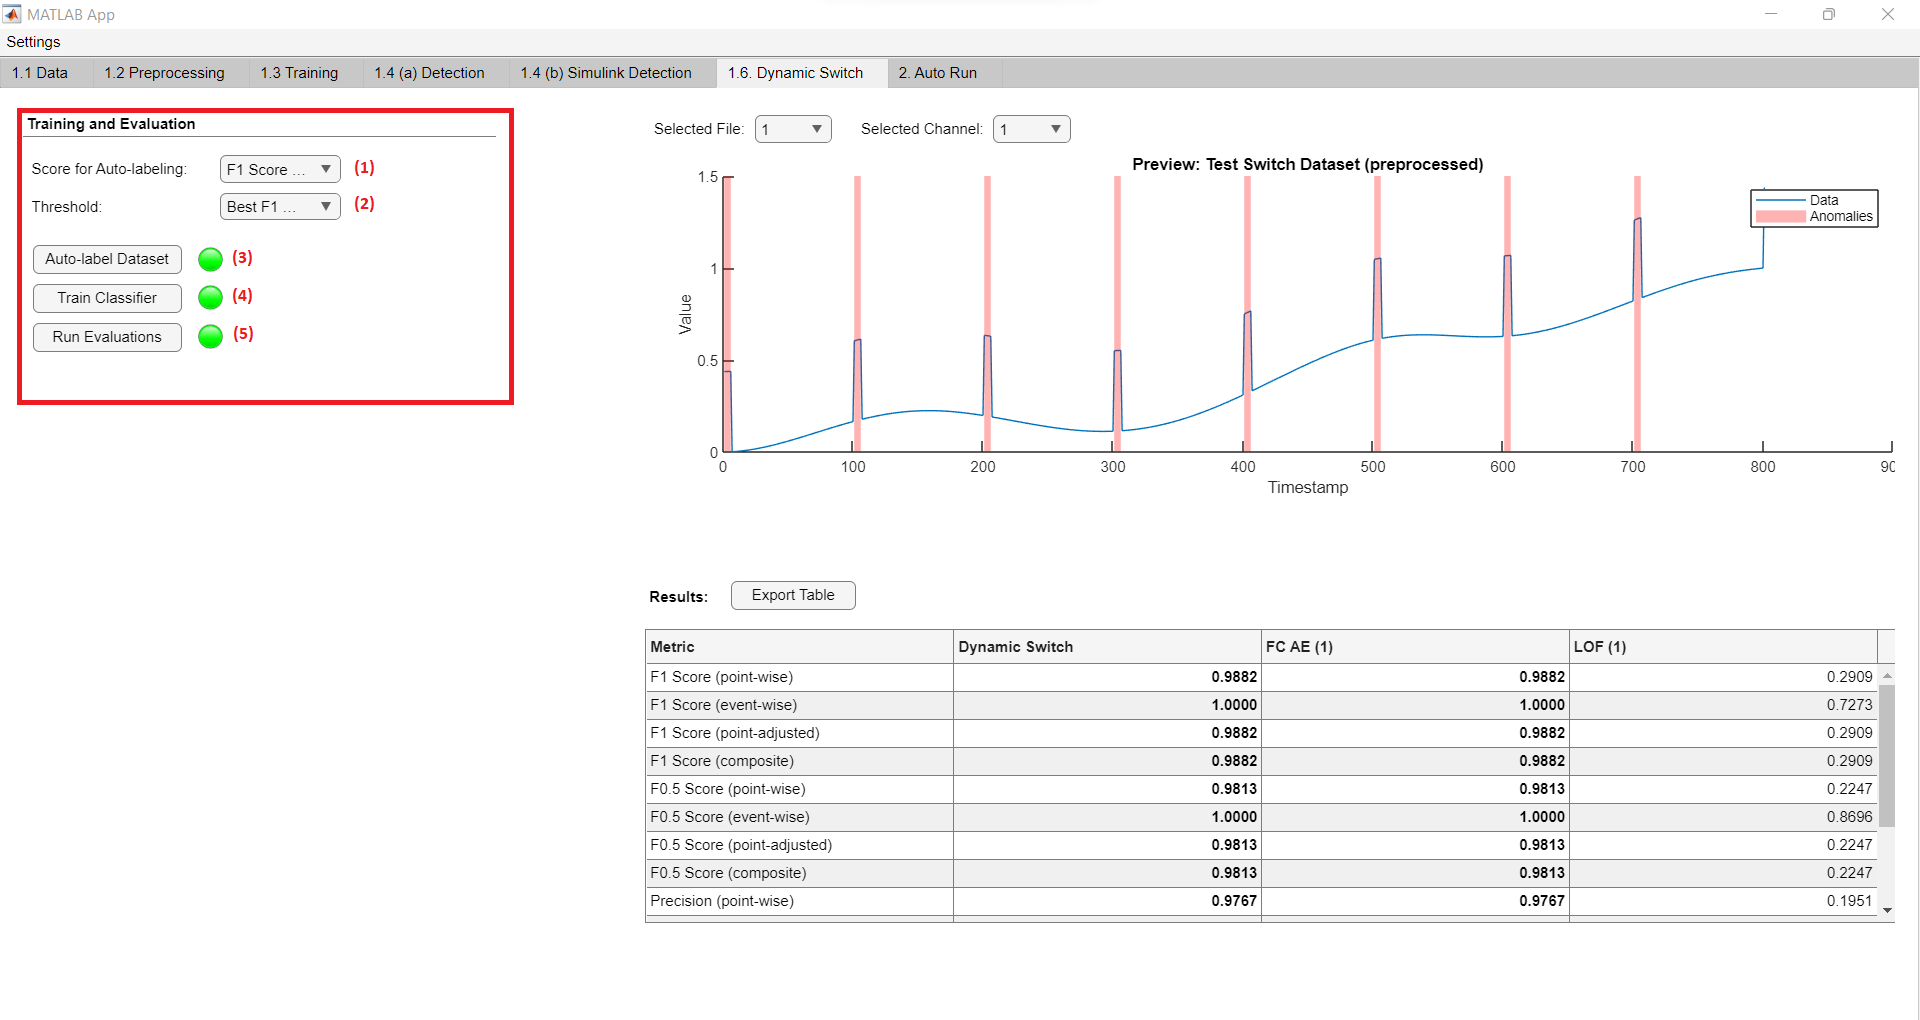 MATLAB App
Settings
1.1 Data 1.2 Preprocessing 1.3 Training 1.4 (a) Detection 1.4 (b) Simulink Detection 1.6. Dynamic Switch 2. Auto Run
Training and Evaluation
Score for Auto-labeling: F1 Score ... (1)
Threshold: Best F1 ... (2)
Auto-label Dataset (3)
Train Classifier (4)
Run Evaluations (5)
Selected File: 1 Selected Channel: 1
Preview: Test Switch Dataset (preprocessed)
1.5
1
0.5
0
Value
Data
Anomalies
0 100 200 300 400 500 600 700 800 90
Timestamp
Results: Export Table
Metric Dynamic Switch FC AE (1) LOF (1)
F1 Score (point-wise) 0.9882 0.9882 0.2909
F1 Score (event-wise) 1.0000 1.0000 0.7273
F1 Score (point-adjusted) 0.9882 0.9882 0.2909
F1 Score (composite) 0.9882 0.9882 0.2909
F0.5 Score (point-wise) 0.9813 0.9813 0.2247
F0.5 Score (event-wise) 1.0000 1.0000 0.8696
F0.5 Score (point-adjusted) 0.9813 0.9813 0.2247
F0.5 Score (composite) 0.9813 0.9813 0.2247
Precision (point-wise) 0.9767 0.9767 0.1951